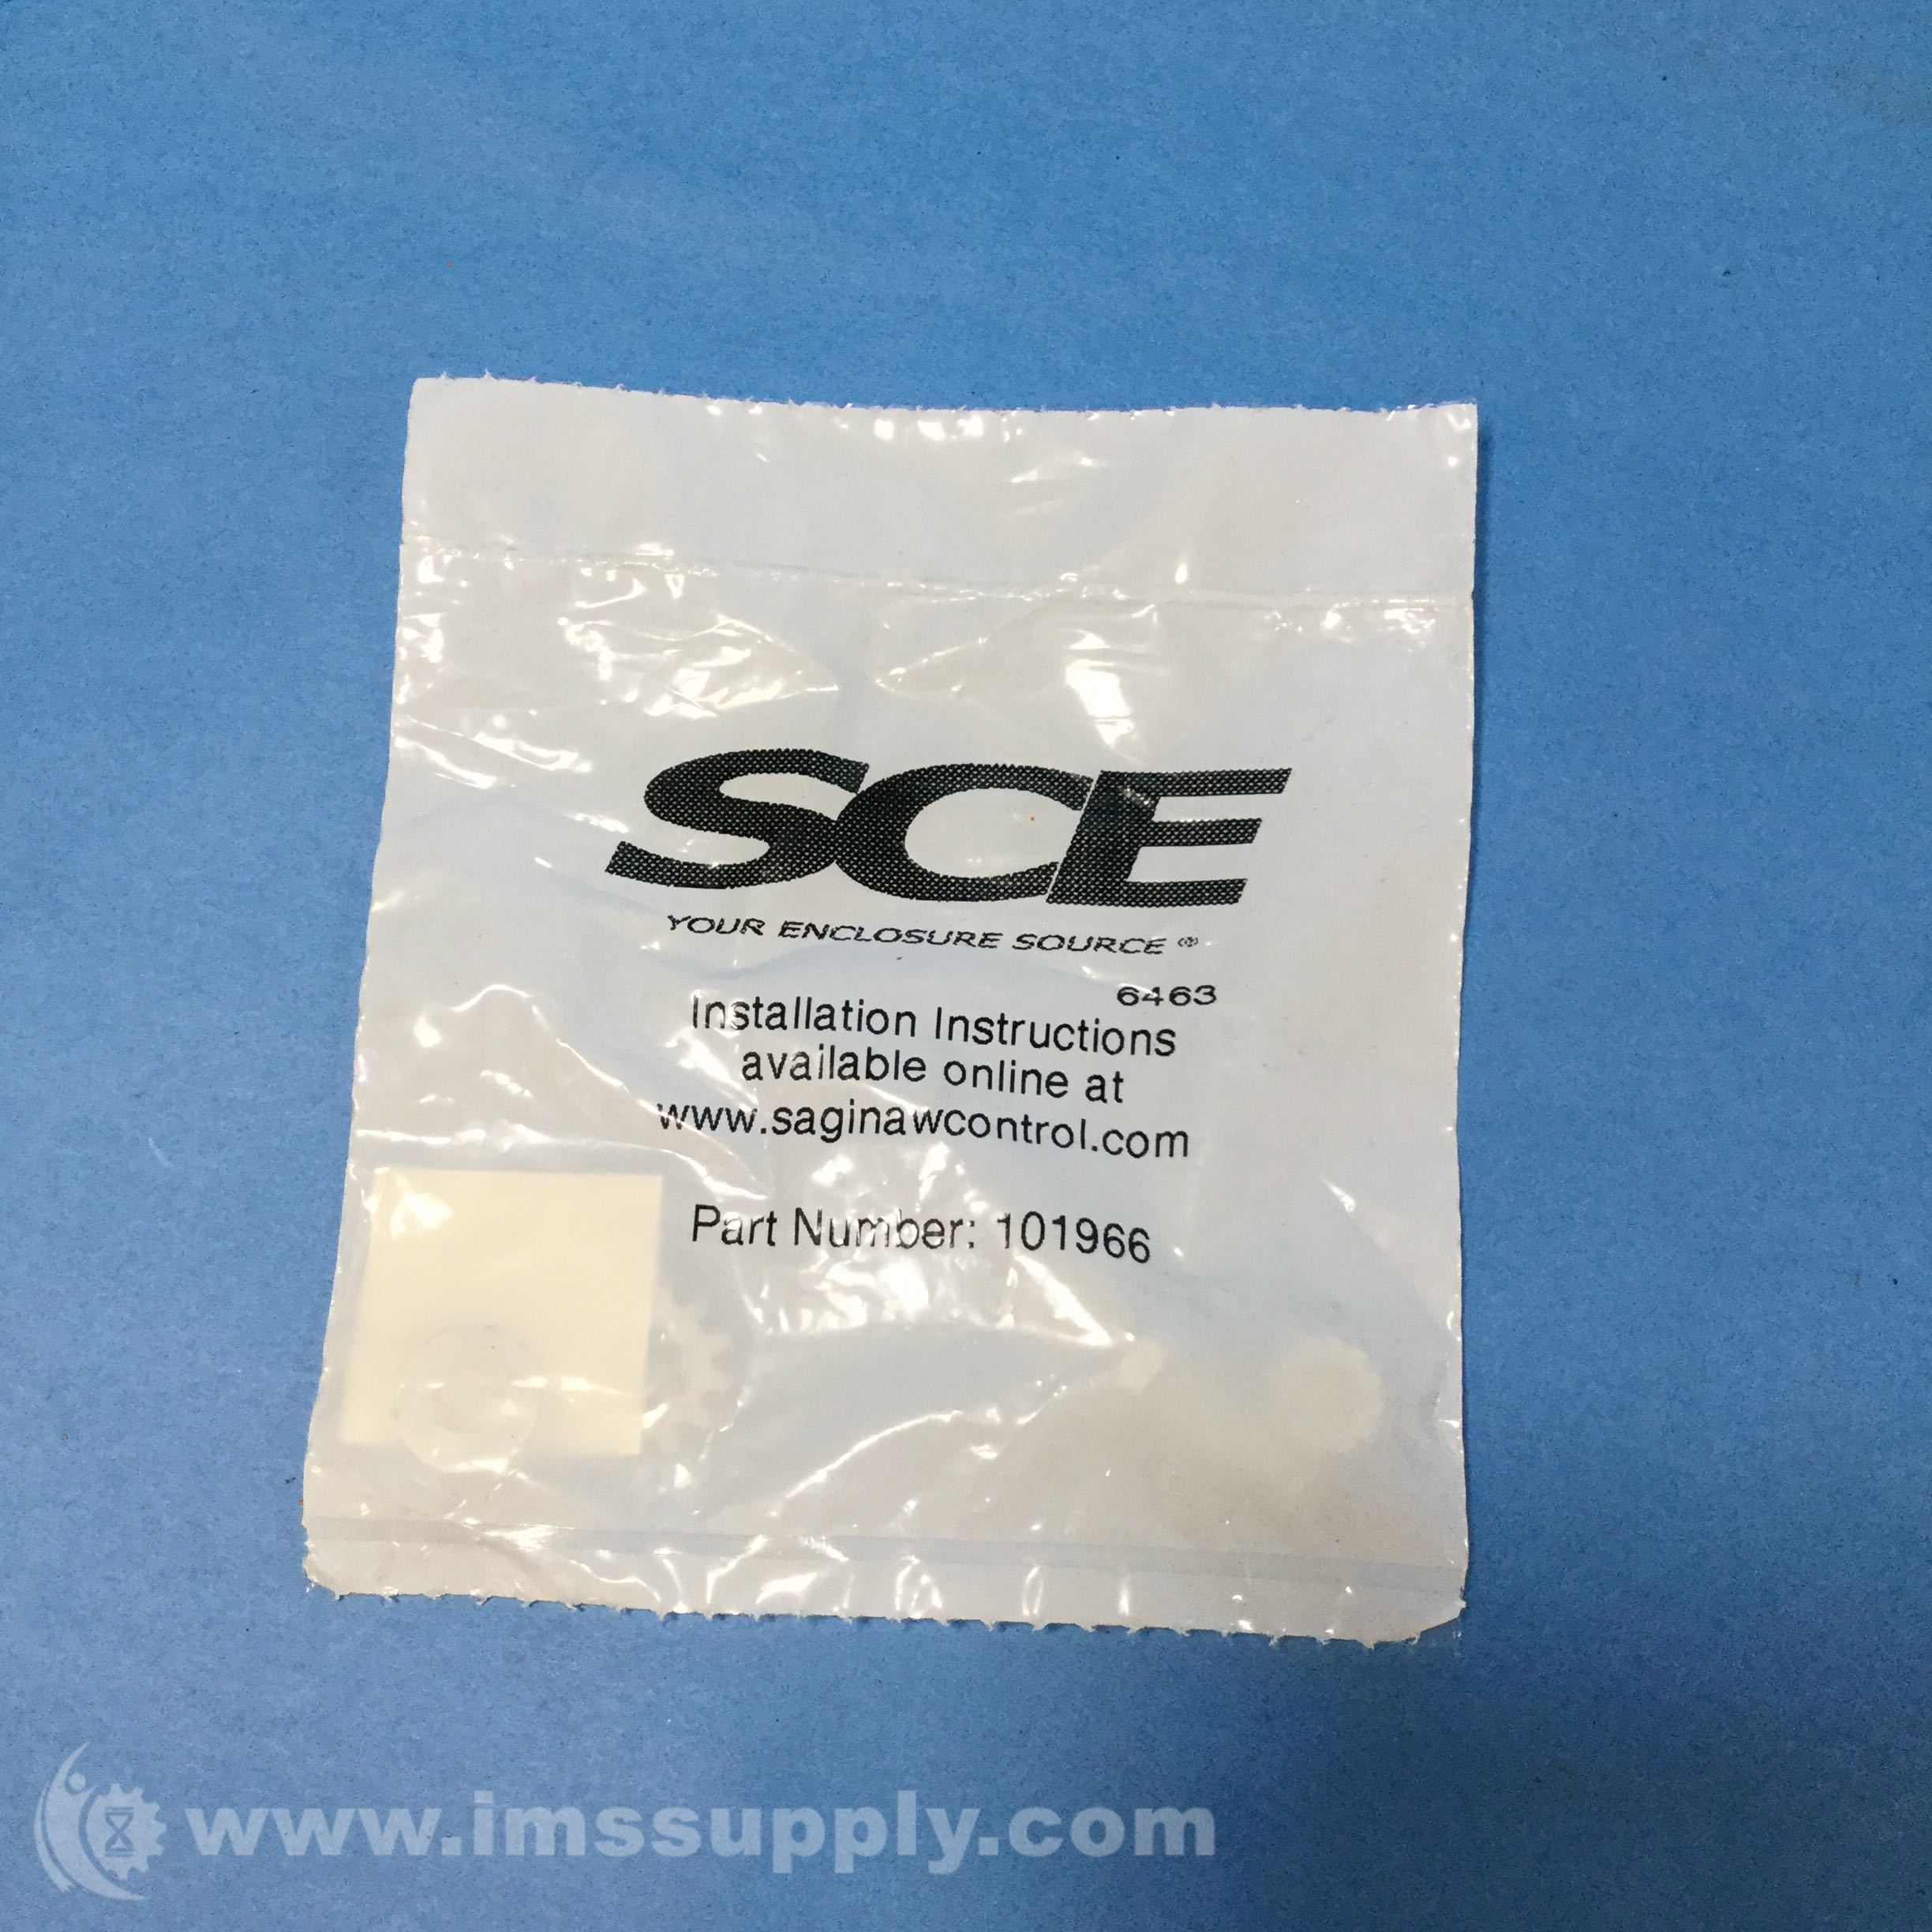 SCE
YOUR ENCLOSURE SOURCE ®
6463
Installation Instructions
available online at
www.saginawcontrol.com
Part Number: 101966
www.imssupply.com